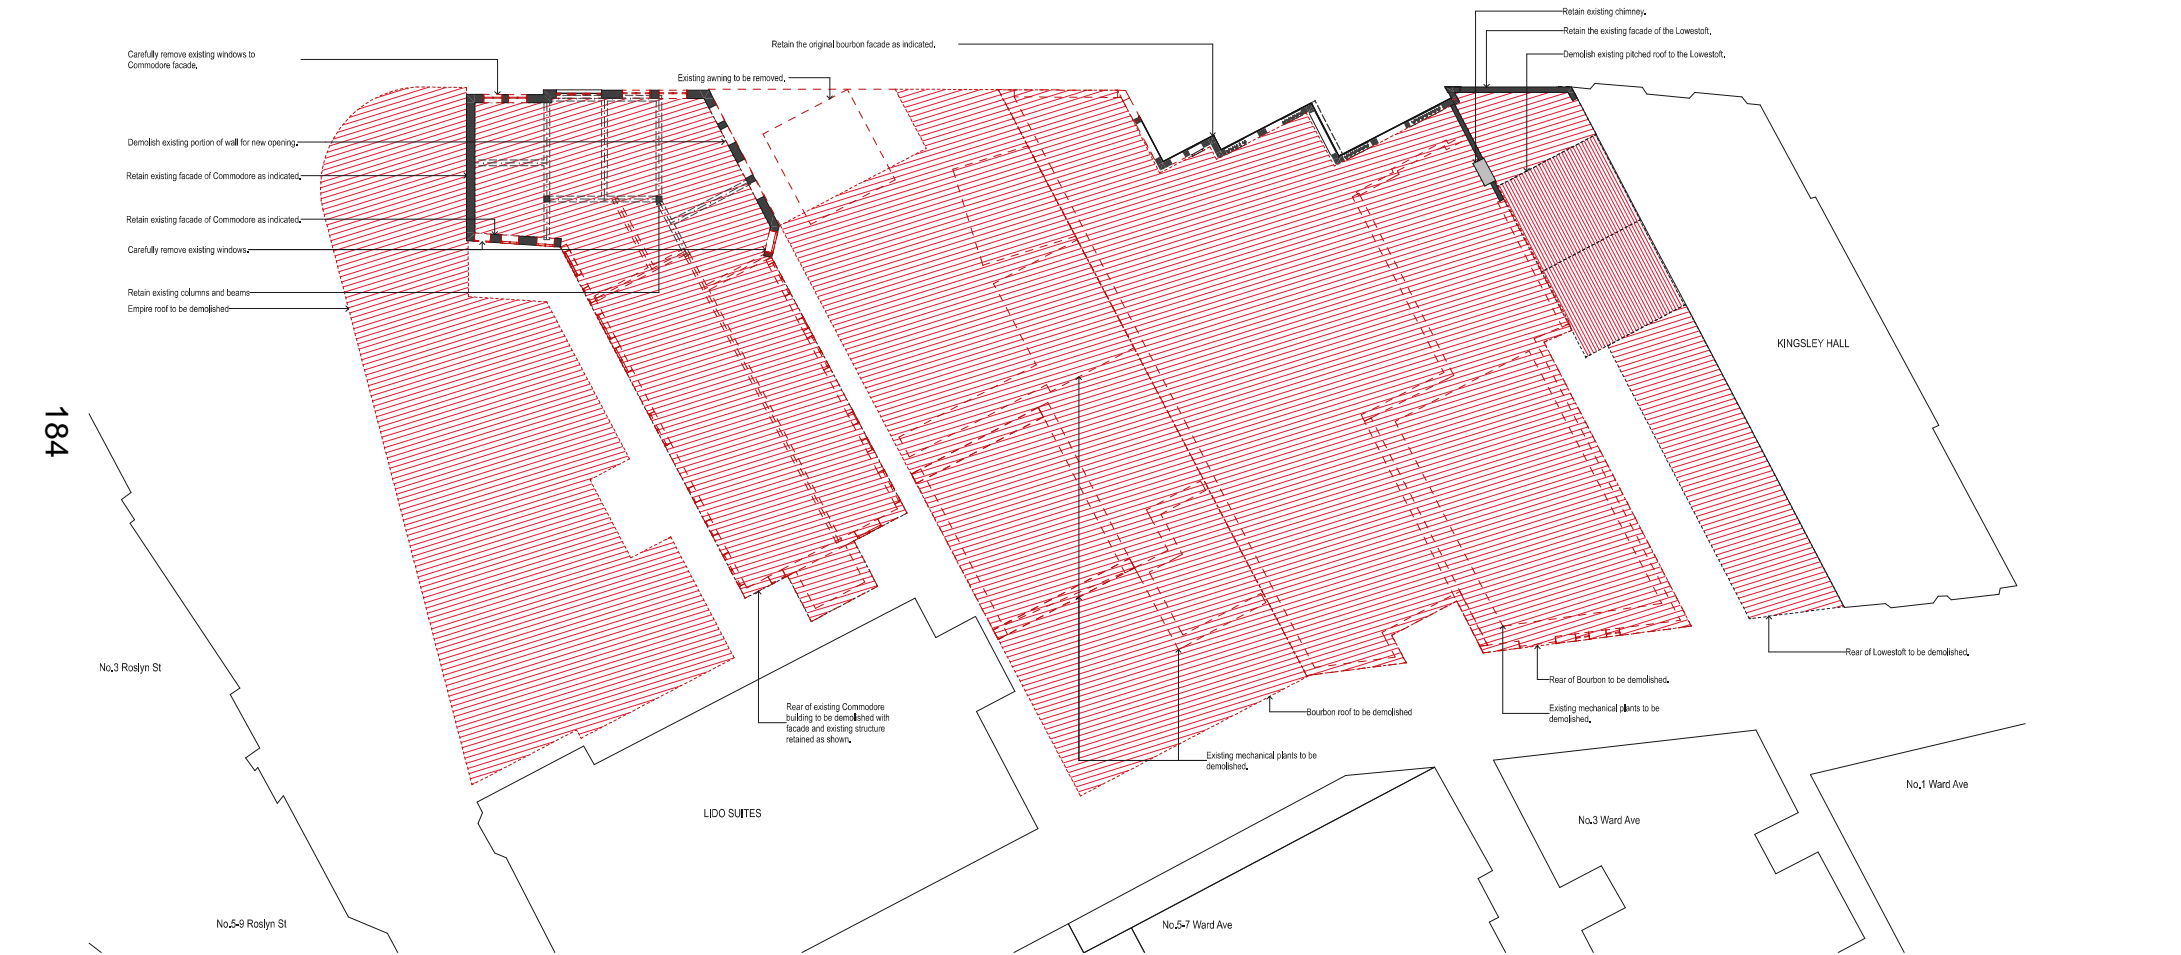 Retain existing chimney.
Retain the existing facade of the Lowestoft.
Demolish existing pitched roof to the Lowestoft.
Retain the original bourbon facade as indicated.
Existing awning to be removed.
Carefully remove existing windows to
Commodore facade.
Demolish existing portion of wall for new opening.
Retain existing facade of Commodore as indicated.
Retain existing facade of Commodore as indicated.
Carefully remove existing windows.
Retain existing columns and beams
Empire roof to be demolished
KINGSLEY HALL
184
No.3 Roslyn St
Rear of existing Commodore
building to be demolished with
facade and existing structure
retained as shown.
Rear of Lowestoft to be demolished.
Rear of Bourbon to be demolished.
Bourbon roof to be demolished
Existing mechanical plants to be
demolished.
Existing mechanical plants to be
demolished.
LIDO SUITES
No.1 Ward Ave
No.3 Ward Ave
No.5-9 Roslyn St
No.5-7 Ward Ave